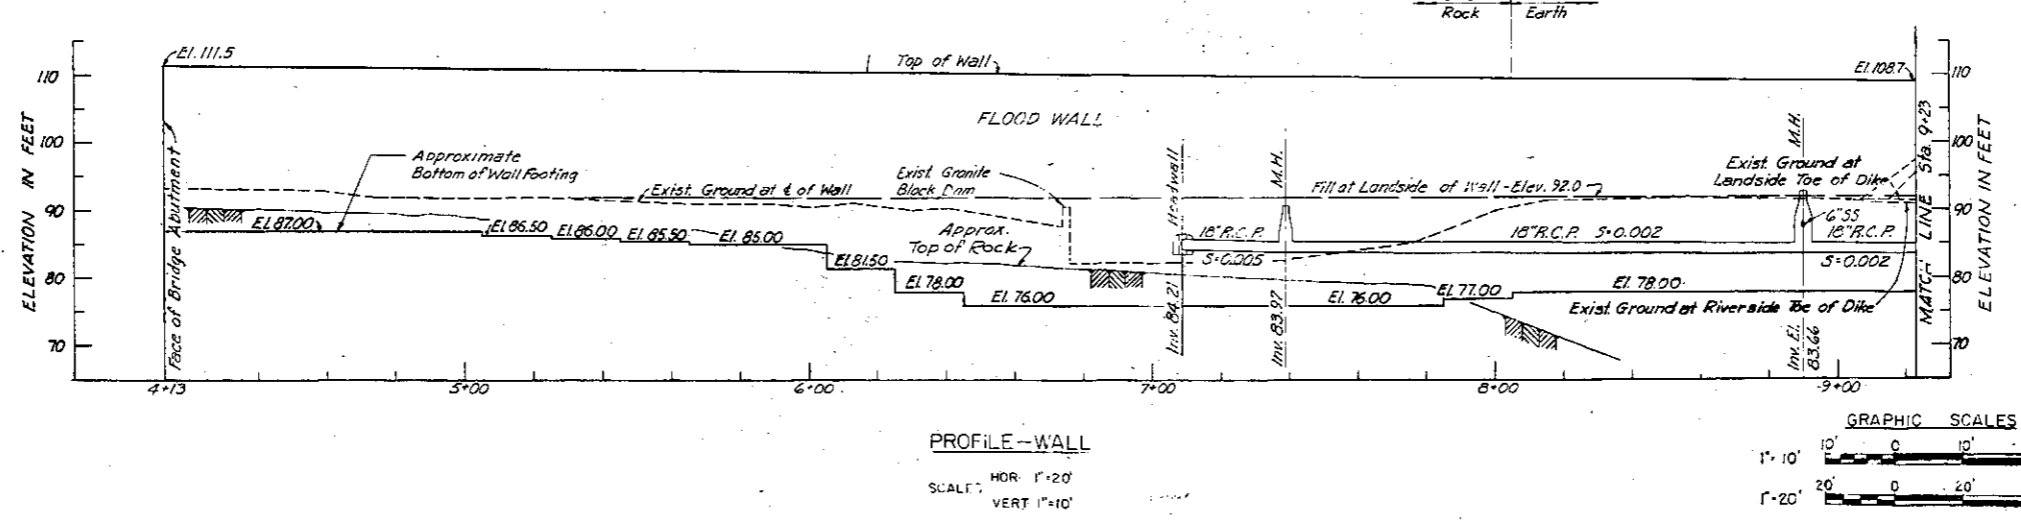 Rock Earth
El. 111.5
Top of Wall
El. 108.7
110
110
FLOOD WALL
ELEVATION IN FEET
100
100
90
90
80
80
70
70
ELEVATION IN FEET
Face of Bridge Abutment
Approximate
Bottom of Wall Footing
Exist. Ground at ℄ of Wall
Exist. Granite
Block Dam
Headwall
M.H.
Fill at Landside of Wall - Elev. 92.0
M.H.
Exist. Ground at
Landside Toe of Dike
MATCH LINE Sta. 9+23
El. 87.00
El. 86.50
El. 86.00
El. 85.50
El. 85.00
El. 81.50
El. 78.00
El. 76.00
Approx.
Top of Rock
18" R.C.P.
S=0.005
18" R.C.P. S=0.002
6" SS
18" R.C.P.
S=0.002
El. 76.00
El. 77.00
El. 78.00
Exist. Ground at Riverside Toe of Dike
Inv. 84.21
Inv. 83.97
Inv. El.
83.66
4+13
5+00
6+00
7+00
8+00
9+00
PROFILE-WALL
SCALES HOR. 1"=20'
VERT. 1"=10'
GRAPHIC SCALES
1"=10' 10' 0 10'
1"=20' 20' 0 20'